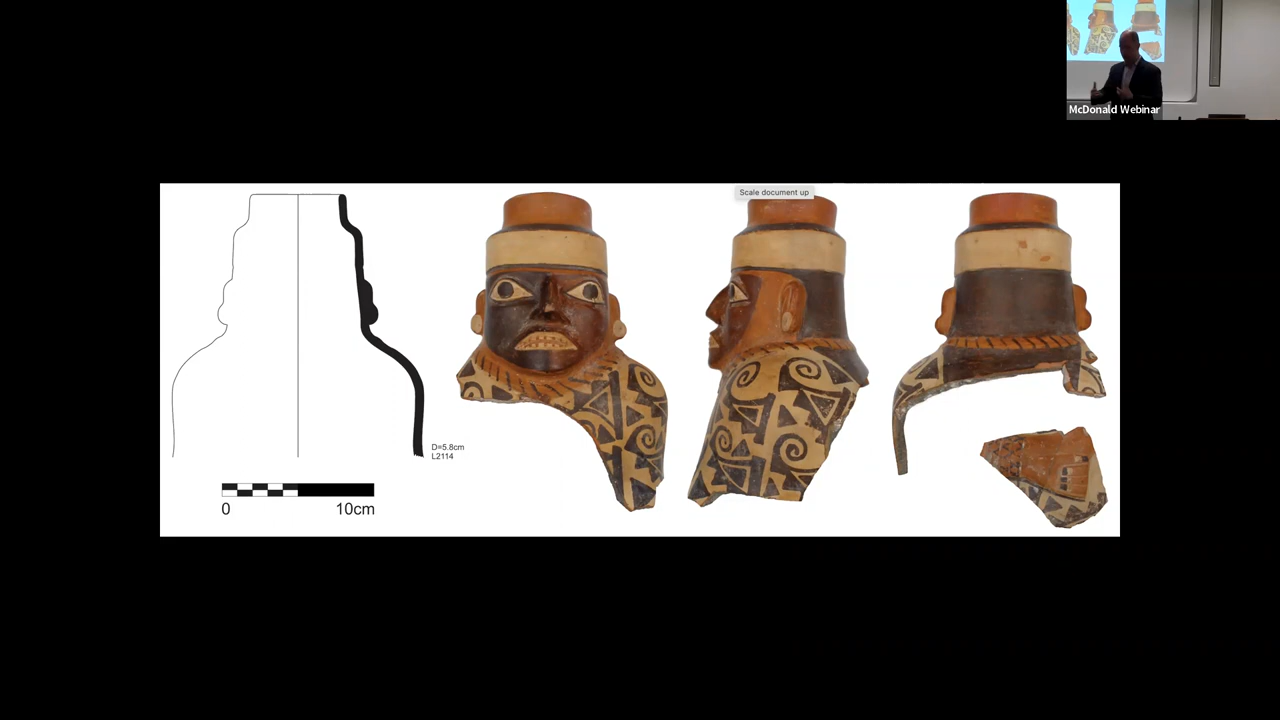 McDonald Webinar
Scale document up
D=5.8cm
L2114
0 10cm